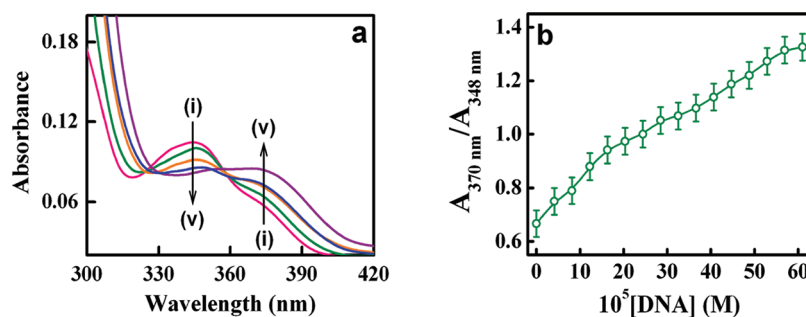 a
0.18
0.12
0.06
Absorbance
(i)
(v)
(v)
(i)
300
330
360
390
420
Wavelength (nm)
b
1.4
1.2
1.0
0.8
0.6
A370 nm/A348 nm
0
10
20
30
40
50
60
10⁵[DNA] (M)